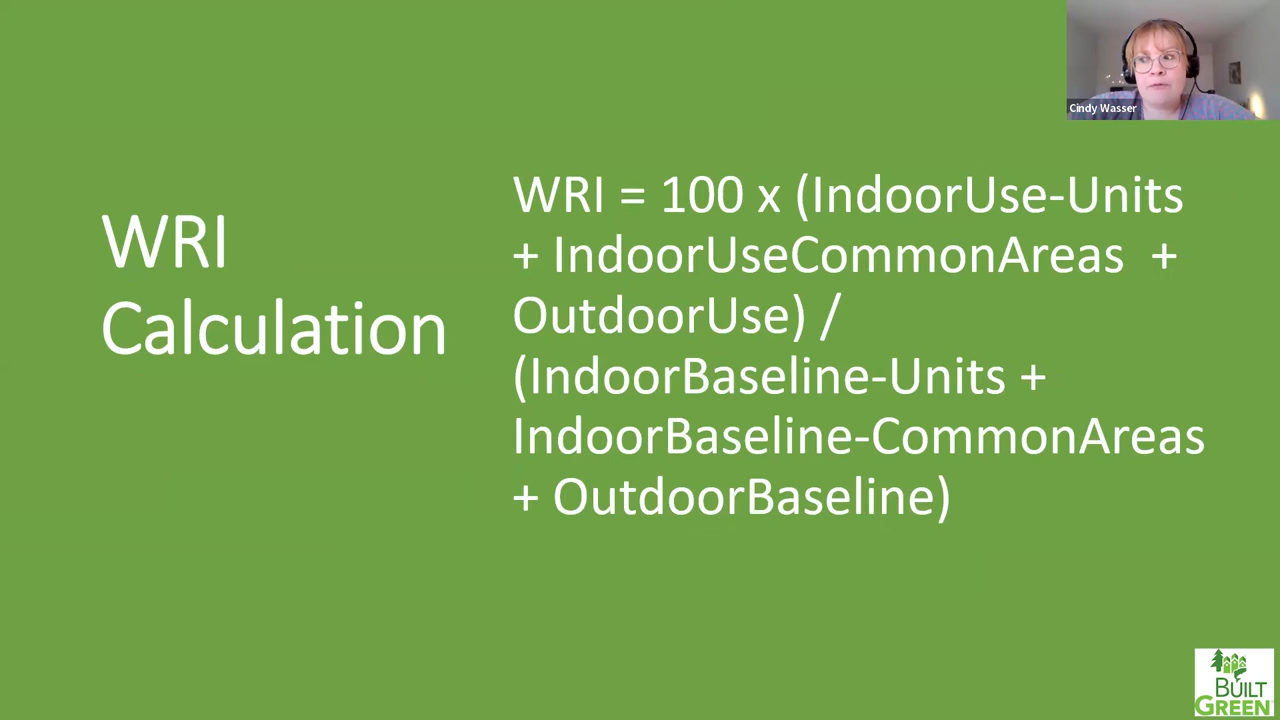 Cindy Wasser
WRI
Calculation
WRI = 100 x (IndoorUse-Units
+ IndoorUseCommonAreas +
OutdoorUse) /
(IndoorBaseline-Units +
IndoorBaseline-CommonAreas
+ OutdoorBaseline)
BUILT
GREEN